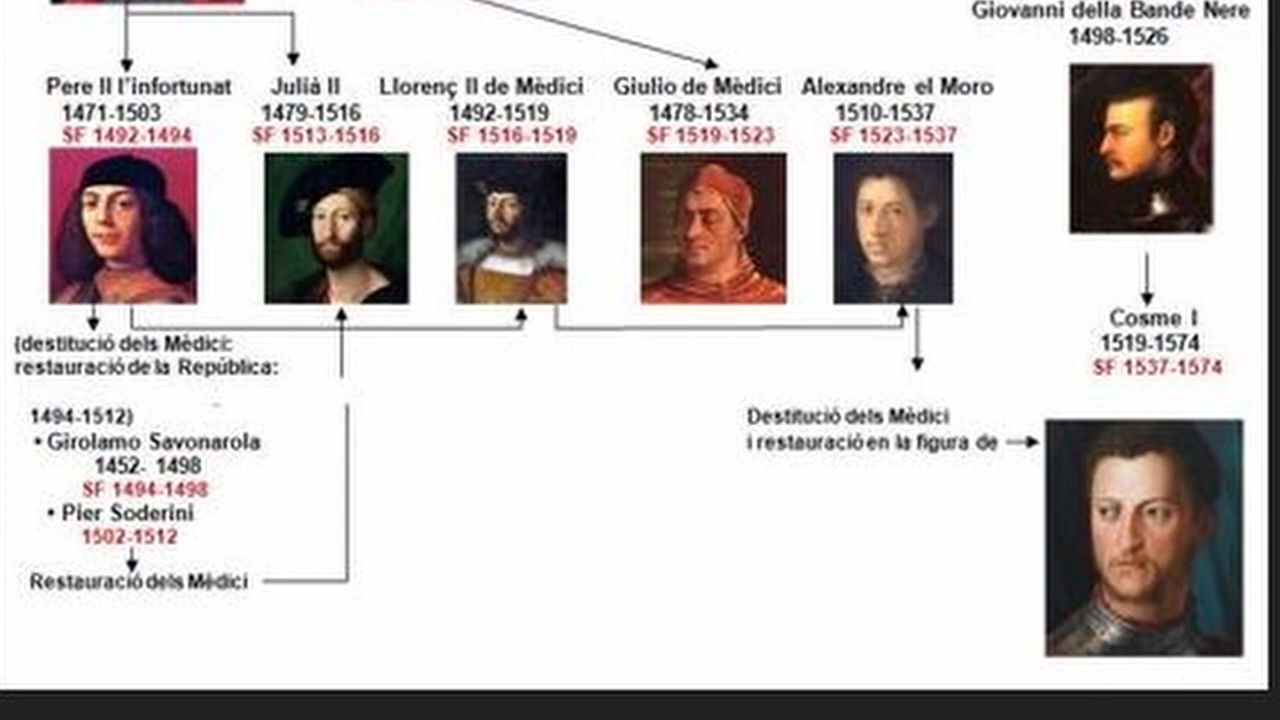 Giovanni della Bande Nere
1498-1526
Pere II l'infortunat
1471-1503
SF 1492-1494
Julià II
1479-1516
SF 1513-1516
Llorenç II de Mèdici
1492-1519
SF 1516-1519
Giulio de Mèdici
1478-1534
SF 1519-1523
Alexandre el Moro
1510-1537
SF 1523-1537
Cosme I
1519-1574
SF 1537-1574
(destitució dels Mèdici:
restauració de la República:
1494-1512)
• Girolamo Savonarola
1452- 1498
SF 1494-1498
• Pier Soderini
1502-1512
Restauració dels Mèdici
Destitució dels Mèdici
i restauració en la figura de